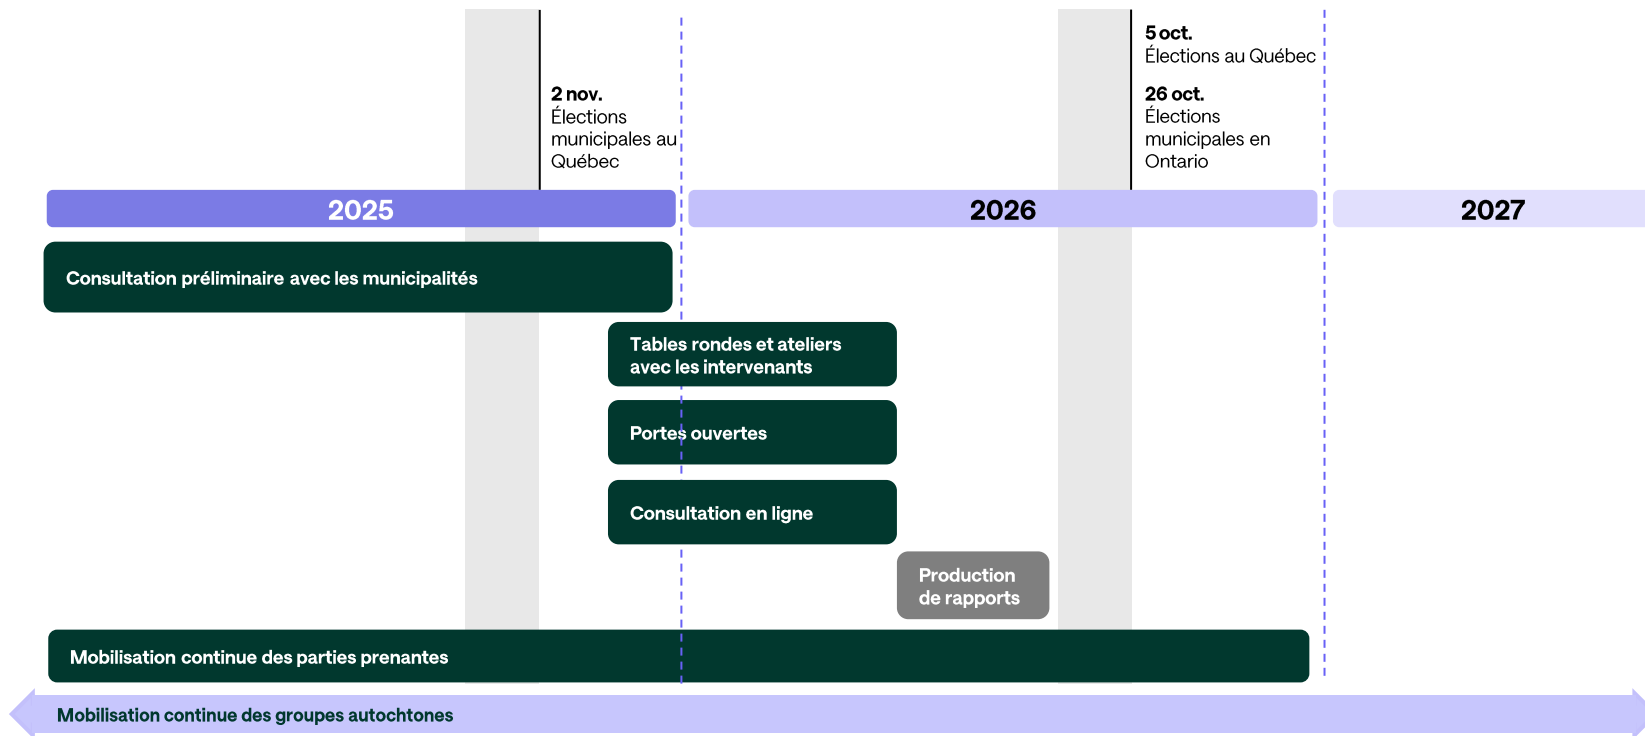 5 oct.
Élections au Québec
2 nov.
Élections
municipales au
Québec
26 oct.
Élections
municipales en
Ontario
2025
2026
2027
Consultation préliminaire avec les municipalités
Tables rondes et ateliers
avec les intervenants
Portes ouvertes
Consultation en ligne
Production
de rapports
Mobilisation continue des parties prenantes
Mobilisation continue des groupes autochtones